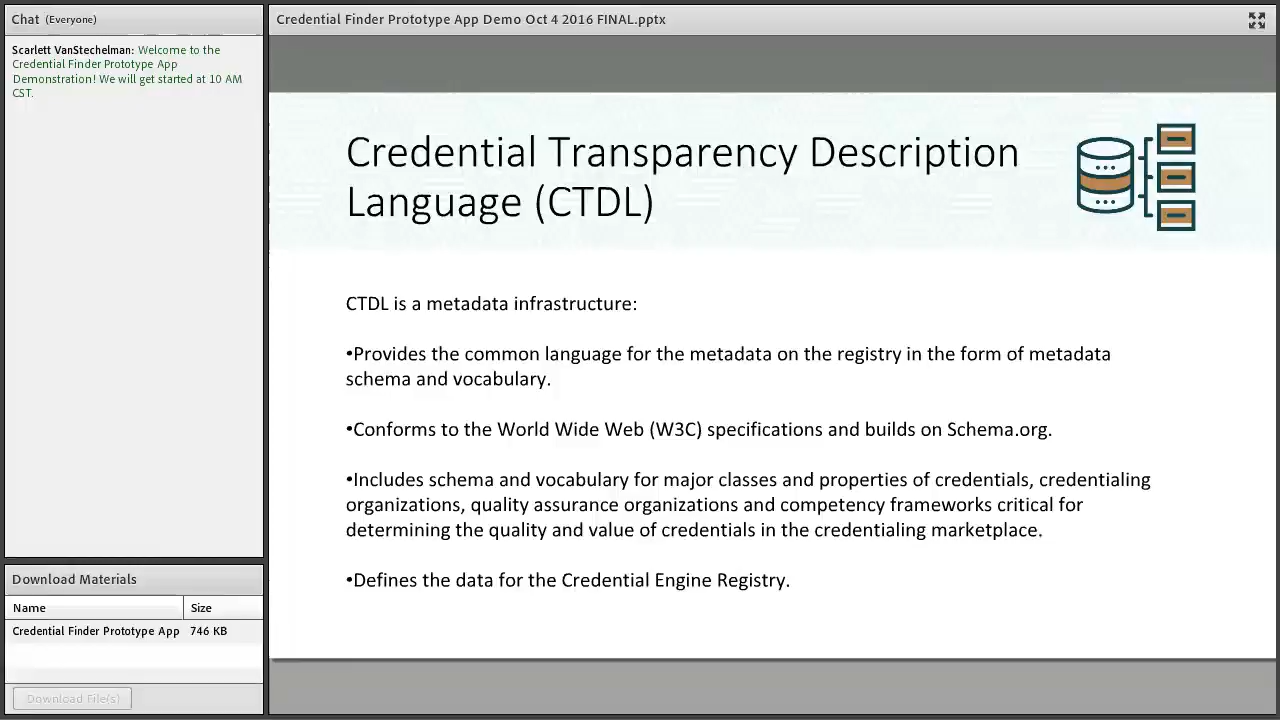 Chat (Everyone)
Scarlett VanStechelman: Welcome to the
Credential Finder Prototype App
Demonstration! We will get started at 10 AM
CST.
Download Materials
Name Size
Credential Finder Prototype App 746 KB
Download File(s)
Credential Finder Prototype App Demo Oct 4 2016 FINAL.pptx
Credential Transparency Description
Language (CTDL)
CTDL is a metadata infrastructure:
•Provides the common language for the metadata on the registry in the form of metadata
schema and vocabulary.
•Conforms to the World Wide Web (W3C) specifications and builds on Schema.org.
•Includes schema and vocabulary for major classes and properties of credentials, credentialing
organizations, quality assurance organizations and competency frameworks critical for
determining the quality and value of credentials in the credentialing marketplace.
•Defines the data for the Credential Engine Registry.